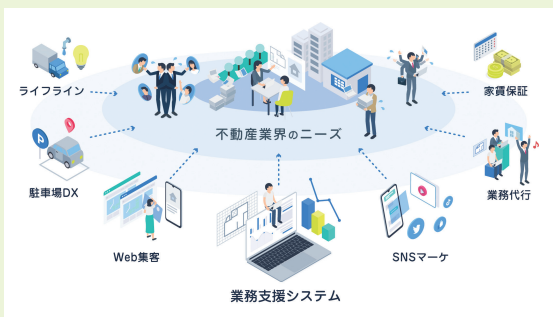 ライフライン
家賃保証
不動産業界のニーズ
駐車場DX
業務代行
Web集客
SNSマーケ
業務支援システム